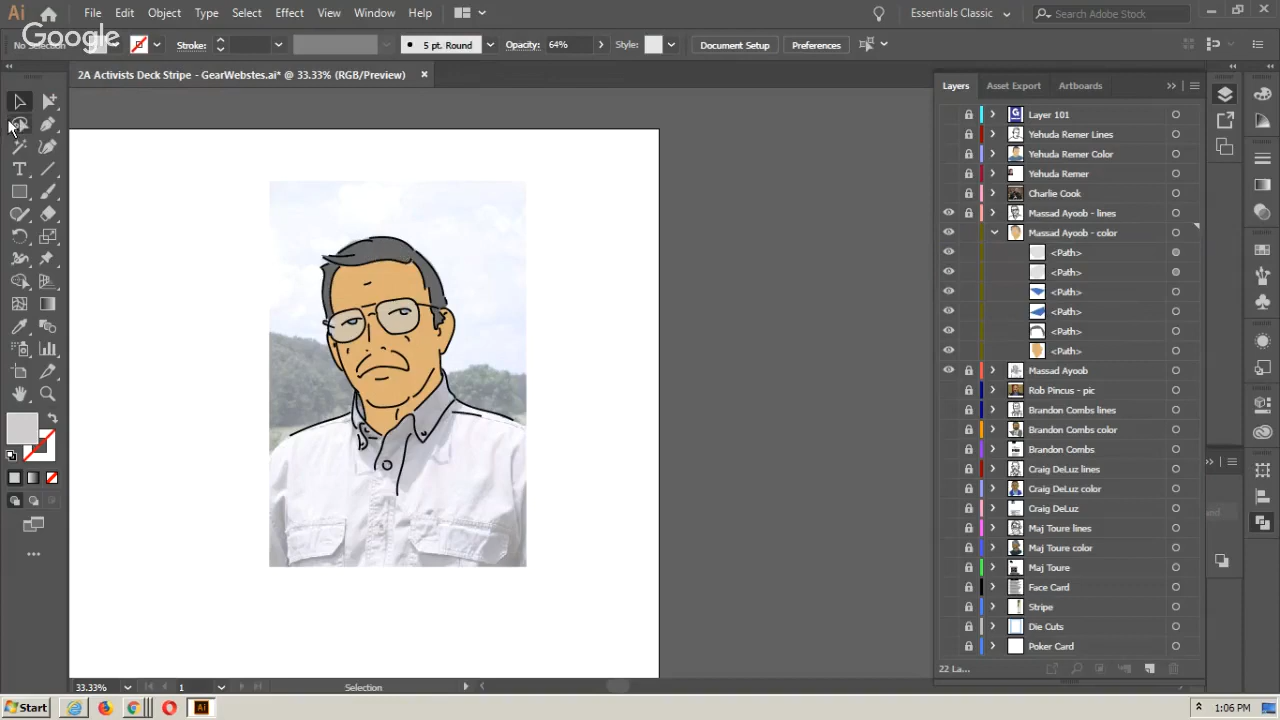 Ai File Edit Object Type Select Effect View Window Help Essentials Classic Search Adobe Stock
Google
No Selection Stroke: 5 pt. Round Opacity: 64% Style: Document Setup Preferences
2A Activists Deck Stripe - GearWebstes.ai* @ 33.33% (RGB/Preview)
Layers Asset Export Artboards
Layer 101
Yehuda Remer Lines
Yehuda Remer Color
Yehuda Remer
Charlie Cook
Massad Ayoob - lines
Massad Ayoob - color
<Path>
<Path>
<Path>
<Path>
<Path>
<Path>
Massad Ayoob
Rob Pincus - pic
Brandon Combs lines
Brandon Combs color
Brandon Combs
Craig DeLuz lines
Craig DeLuz color
Craig DeLuz
Maj Toure lines
Maj Toure color
Maj Toure
Face Card
Stripe
Die Cuts
Poker Card
22 La...
33.33% 1 Selection
Start Ai 1:06 PM